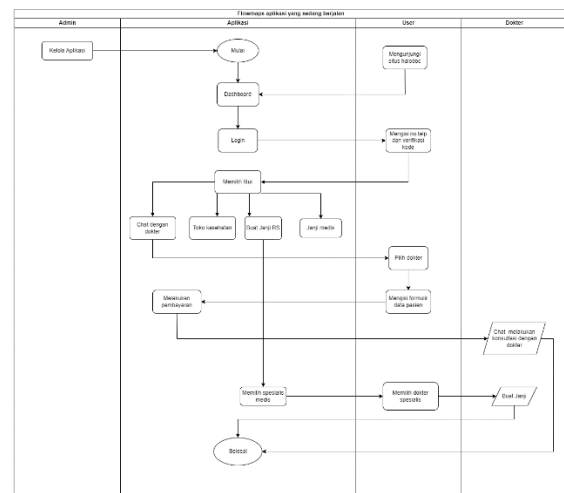 Flowmaps aplikasi yang sedang berjalan
Admin
Aplikasi
User
Dokter
Kelola Aplikasi
Mulai
Mengunjungi
situs halodoc
Dashboard
Login
Mengisi no telp
dan verifikasi
kode
Memilih fitur
Chat dengan
dokter
Toko kesehatan
Buat Janji RS
Janji medis
Pilih dokter
Melakukan
pembayaran
Mengisi formulir
data pasien
Chat melakukan
konsultasi dengan
dokter
Memilih spesialis
medis
Memilih dokter
spesialis
Buat Janji
Selesai